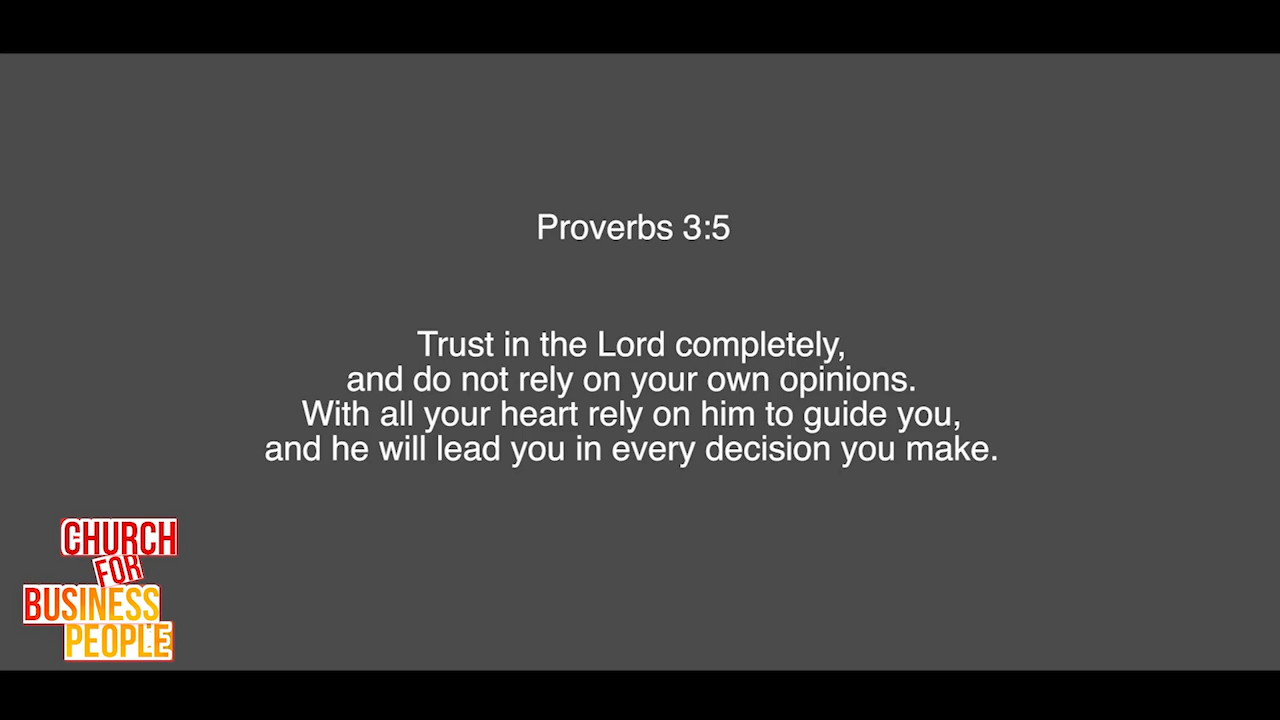 Proverbs 3:5
Trust in the Lord completely,
and do not rely on your own opinions.
With all your heart rely on him to guide you,
and he will lead you in every decision you make.
CHURCH
FOR
BUSINESS
PEOPLE